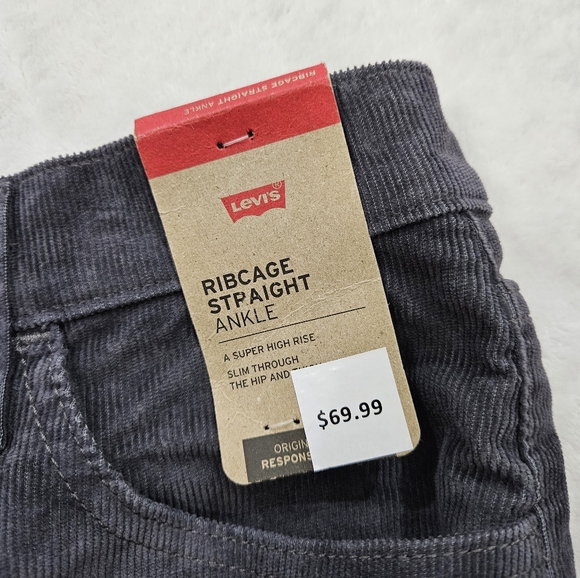 RIBCAGE STRAIGHT ANKLE
Levi's®
RIBCAGE
STRAIGHT
ANKLE
A SUPER HIGH RISE
SLIM THROUGH
THE HIP AND
$69.99
ORIGIN
RESPONS